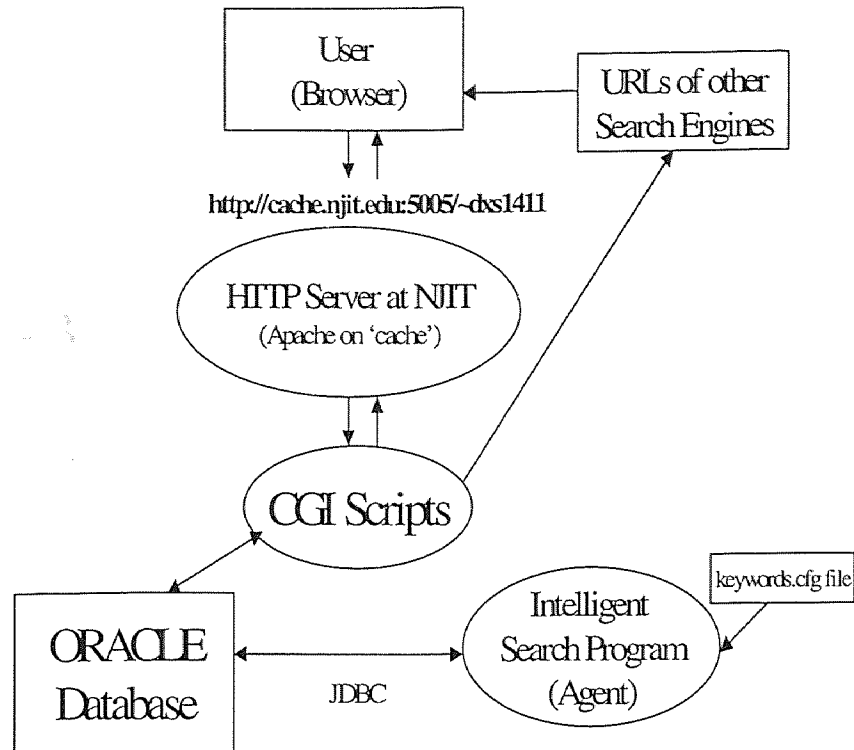 User
(Browser)
URLs of other
Search Engines
http://cache.njit.edu:5005/~dxs1411
HTTP Server at NJIT
(Apache on ‘cache’)
CGI Scripts
keywords.cfg file
Intelligent
Search Program
(Agent)
ORACLE
Database
JDBC